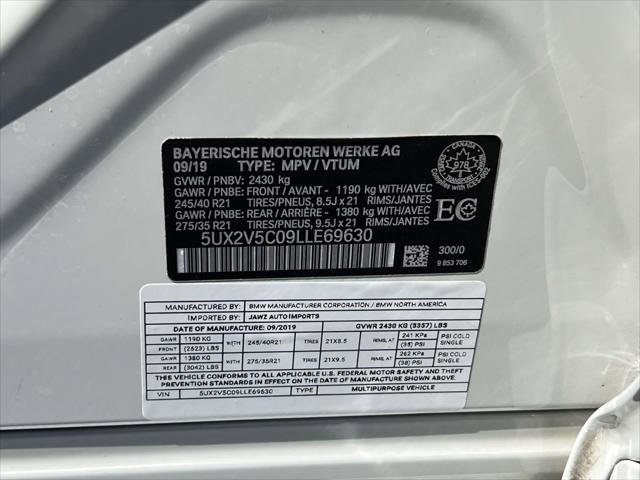 BAYERISCHE MOTOREN WERKE AG
09/19 TYPE: MPV / VTUM
GVWR / PNBV: 2430 kg
GAWR / PNBE: FRONT / AVANT - 1190 kg WITH/AVEC
245/40 R21 TIRES/PNEUS, 8.5J x 21 RIMS/JANTES
GAWR / PNBE: REAR / ARRIÈRE - 1380 kg WITH/AVEC
275/35 R21 TIRES/PNEUS, 9.5J x 21 RIMS/JANTES
5UX2V5C09LLE69630
978
CANADA
TRANSPORT
EC
300/0
9 853 706
MANUFACTURED BY: BMW MANUFACTURER CORPORATION / BMW NORTH AMERICA
IMPORTED BY: JAWZ AUTO IMPORTS
DATE OF MANUFACTURE: 09/2019 GVWR 2430 KG (5357) LBS
GAWR 1190 KG WITH 245/40R21 TIRES 21X8.5 RIMS, AT 241 KPa PSI COLD
FRONT (2623) LBS (35) PSI SINGLE
GAWR 1380 KG WITH 275/35R21 TIRES 21X9.5 RIMS, AT 262 KPa PSI COLD
REAR (3042) LBS (38) PSI SINGLE
THIS VEHICLE CONFORMS TO ALL APPLICABLE U.S. FEDERAL MOTOR SAFETY AND
THEFT PREVENTION STANDARDS IN EFFECT.
VIN 5UX2V5C09LLE69630 TYPE MULTIPURPOSE VEHICLE